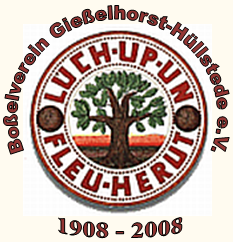 Boßelverein Gießelhorst-Hüllstede e.V.
LUCH·UP·UN
FLEU·HERUT
1908 - 2008